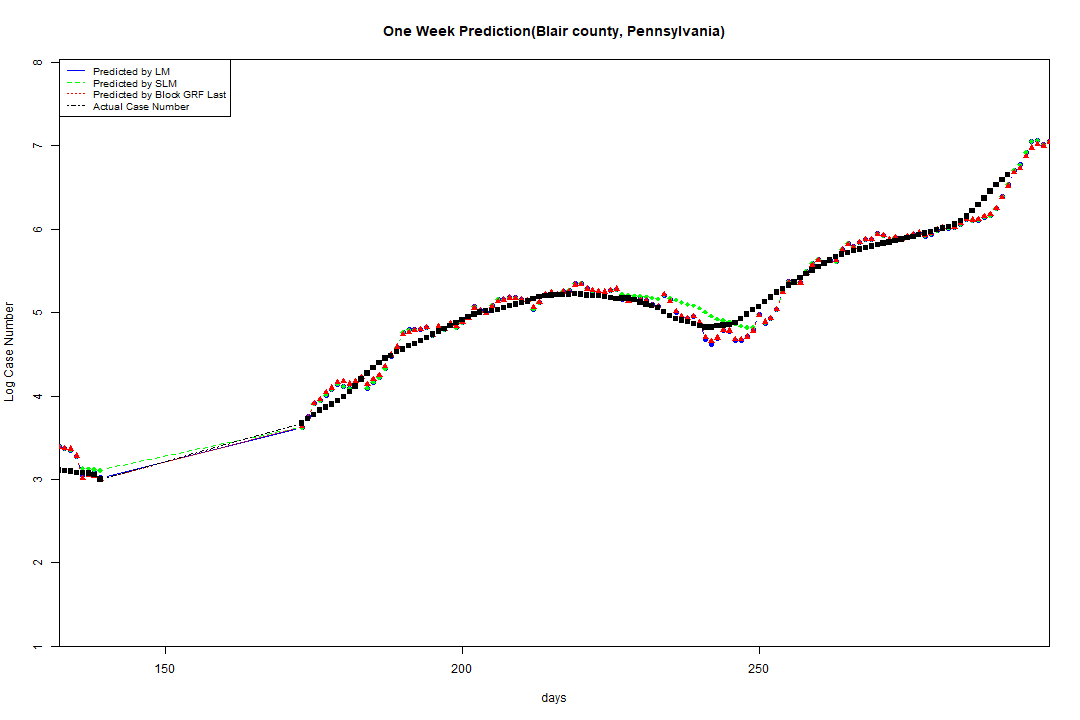 One Week Prediction(Blair county, Pennsylvania)
Predicted by LM
Predicted by SLM
Predicted by Block GRF Last
Actual Case Number
8
7
6
5
4
3
2
1
Log Case Number
150 200 250
days